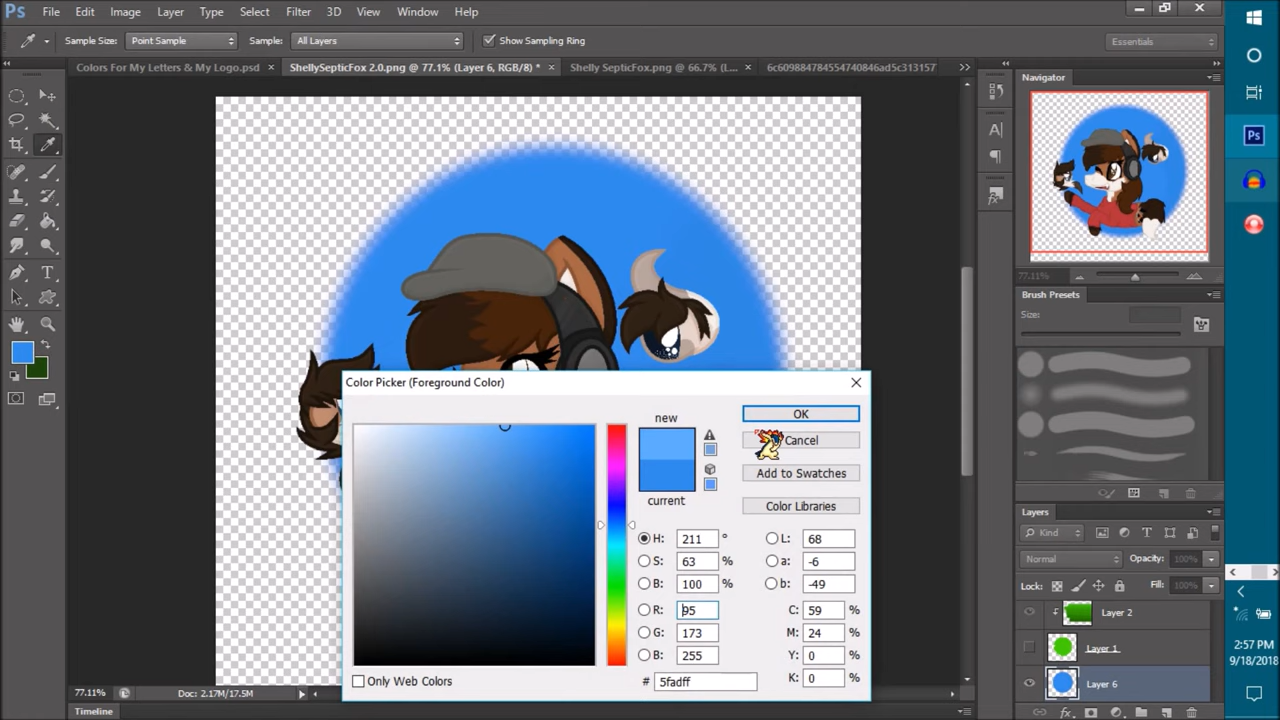 Ps File Edit Image Layer Type Select Filter 3D View Window Help
Sample Size: Point Sample Sample: All Layers Show Sampling Ring Essentials
Colors For My Letters & My Logo.psd × ShellySepticFox 2.0.png @ 77.1% (Layer 6, RGB/8) * × Shelly SepticFox.png @ 66.7% (L... × 6c609884784554740846ad5c313157
Navigator
77.11%
Brush Presets
Size:
Color Picker (Foreground Color)
new
current
OK
Cancel
Add to Swatches
Color Libraries
H: 211 °
S: 63 %
B: 100 %
R: 95
G: 173
B: 255
L: 68
a: -6
b: -49
C: 59 %
M: 24 %
Y: 0 %
K: 0 %
# 5fadff
Only Web Colors
Layers
Kind
Normal Opacity: 100%
Lock: Fill: 100%
Layer 2
Layer 1
Layer 6
77.11% Doc: 2.17M/17.5M
Timeline
Ps
2:57 PM
9/18/2018